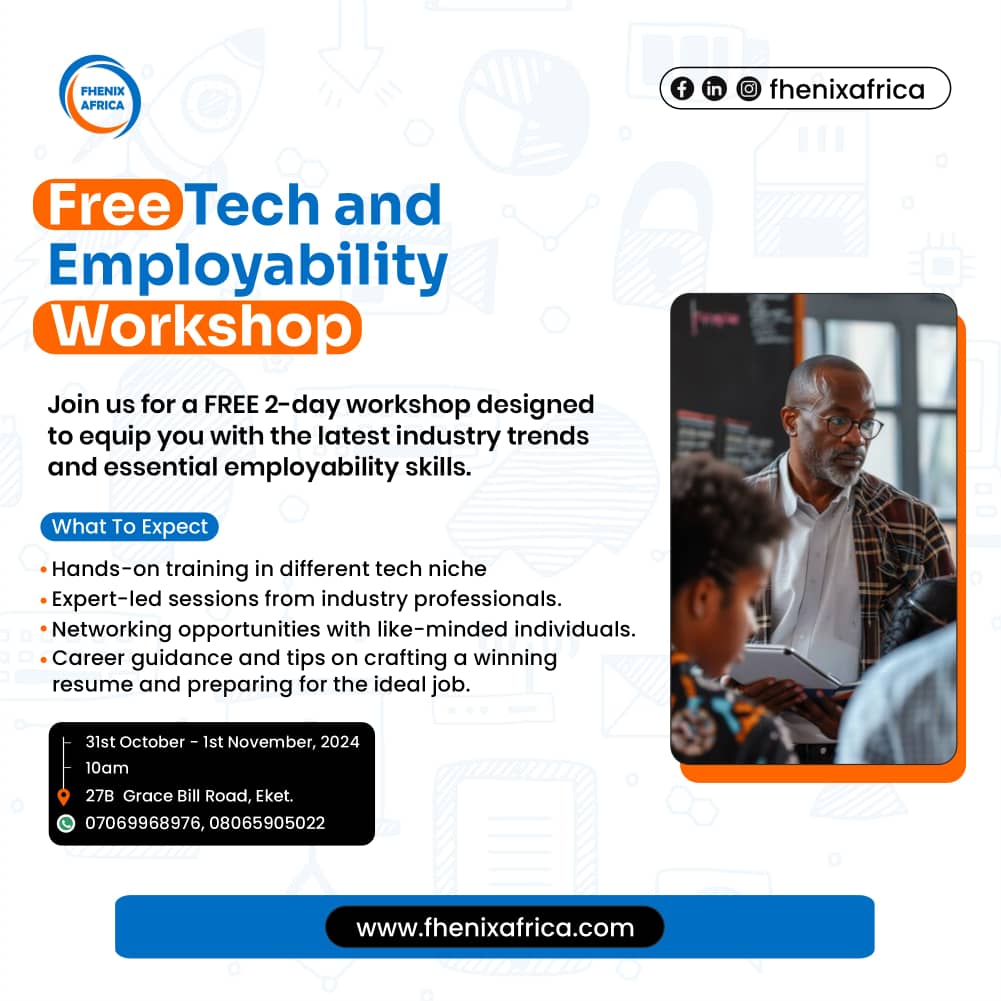 FHENIX
AFRICA
fhenixafrica
Free Tech and
Employability
Workshop
Join us for a FREE 2-day workshop designed
to equip you with the latest industry trends
and essential employability skills.
What To Expect
• Hands-on training in different tech niche
• Expert-led sessions from industry professionals.
• Networking opportunities with like-minded individuals.
• Career guidance and tips on crafting a winning
resume and preparing for the ideal job.
31st October - 1st November, 2024
10am
27B Grace Bill Road, Eket.
07069968976, 08065905022
www.fhenixafrica.com